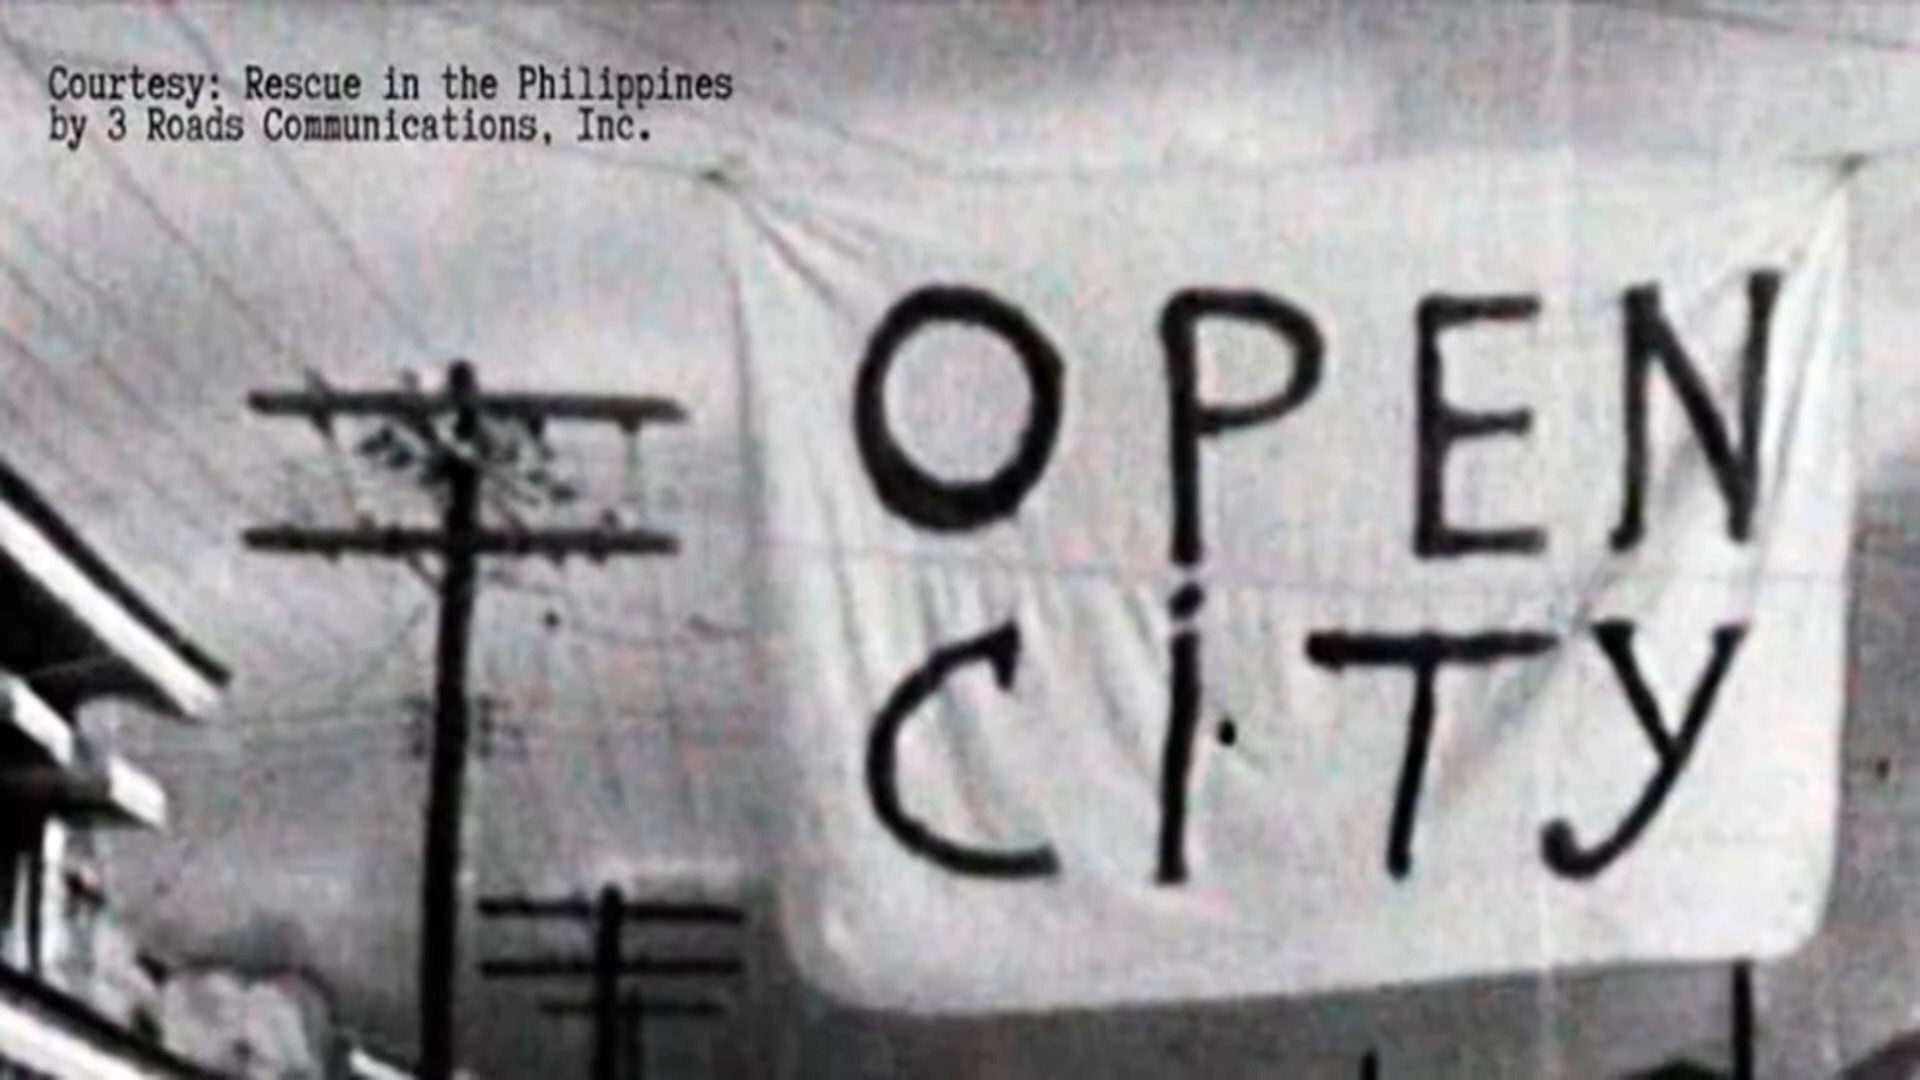 Courtesy: Rescue in the Philippines
by 3 Roads Communications, Inc.
OPEN
CiTy